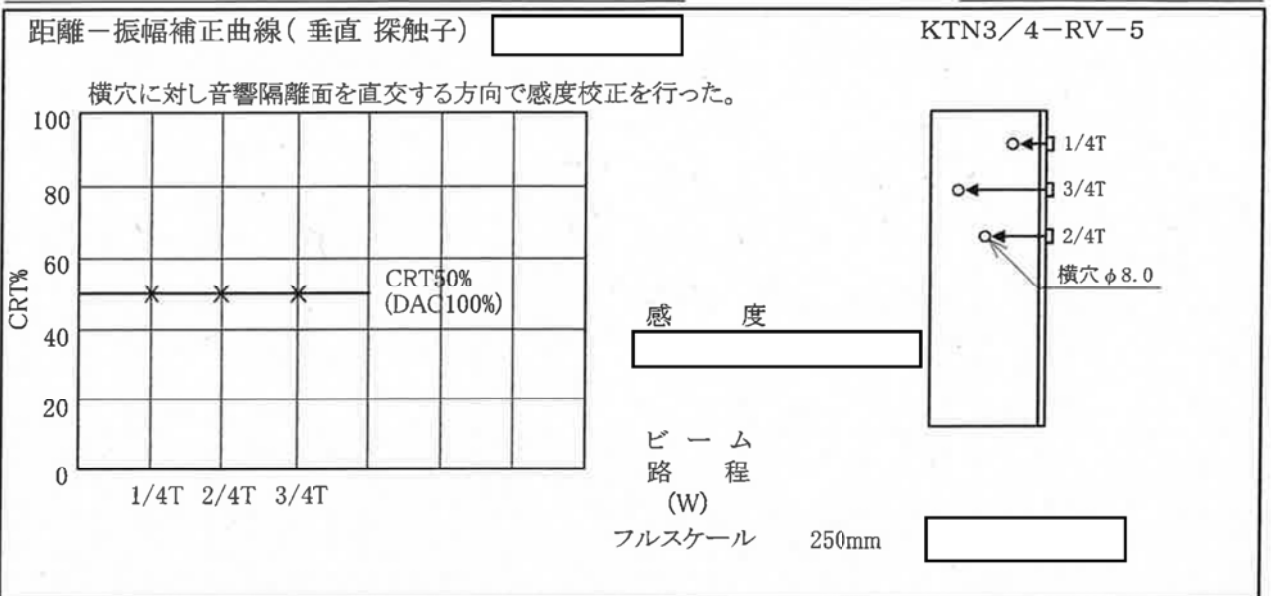 距離－振幅補正曲線( 垂直 探触子)
KTN3／4－RV－5
横穴に対し音響隔離面を直交する方向で感度校正を行った。
100
80
60
40
20
0
CRT%
CRT50%
(DAC100%)
1/4T 2/4T 3/4T
感 度
ビ ー ム
路 程
(W)
フルスケール 250mm
1/4T
3/4T
2/4T
横穴φ8.0